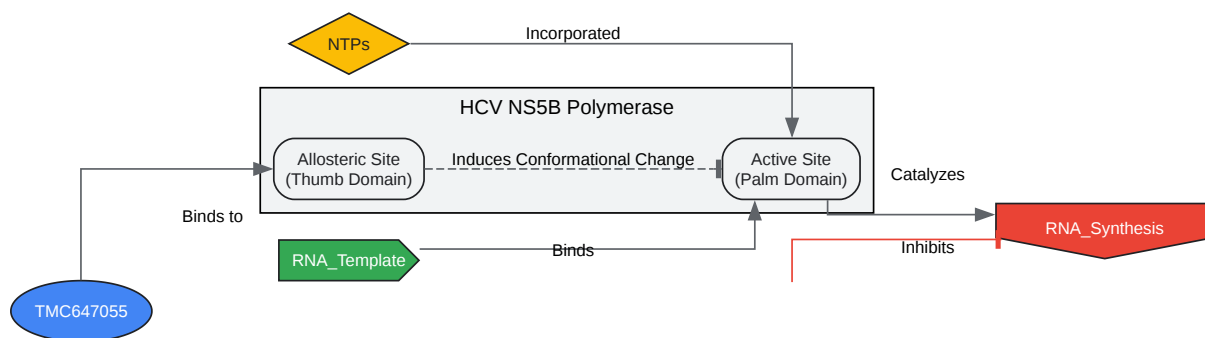 NTPs
Incorporated
HCV NS5B Polymerase
Allosteric Site
(Thumb Domain)
Induces Conformational Change
Active Site
(Palm Domain)
Catalyzes
Binds to
RNA_Synthesis
RNA_Template
Binds
Inhibits
TMC647055